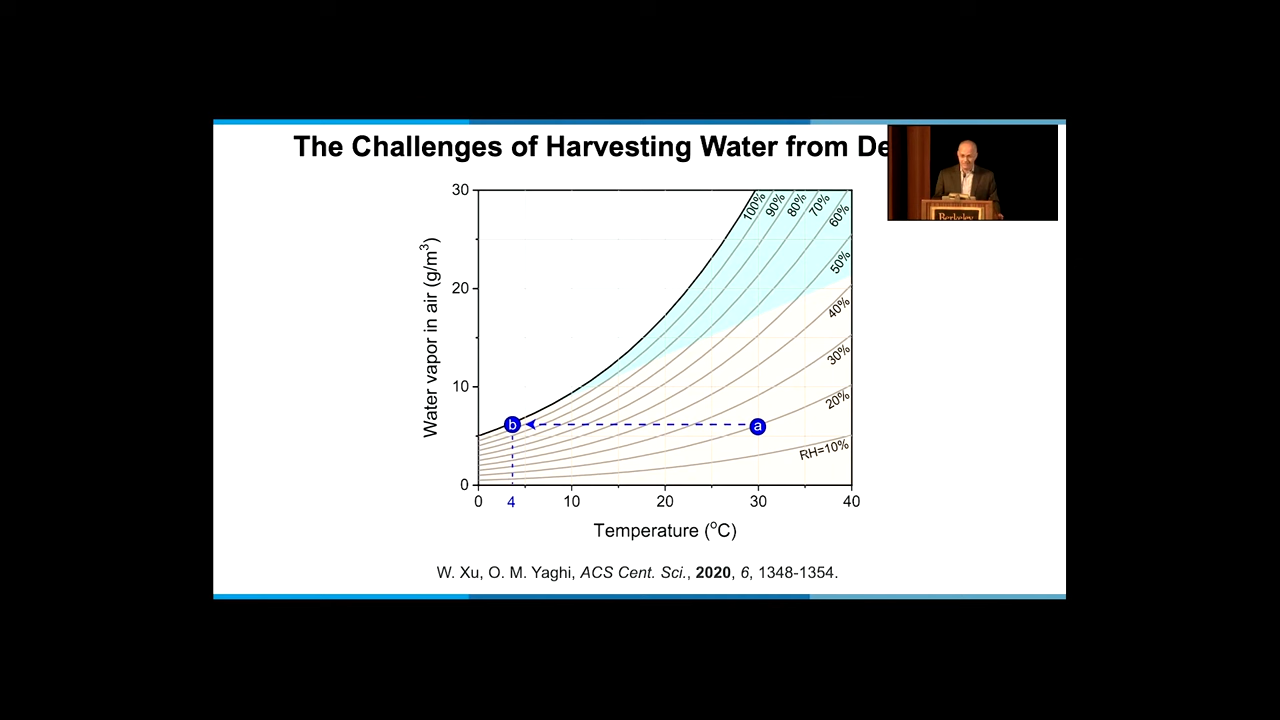 The Challenges of Harvesting Water from De
30
20
10
0
Water vapor in air (g/m³)
100%
90%
80%
70%
60%
50%
40%
30%
20%
RH=10%
b
a
0
4
10
20
30
40
Temperature (°C)
W. Xu, O. M. Yaghi, ACS Cent. Sci., 2020, 6, 1348-1354.
Berkeley